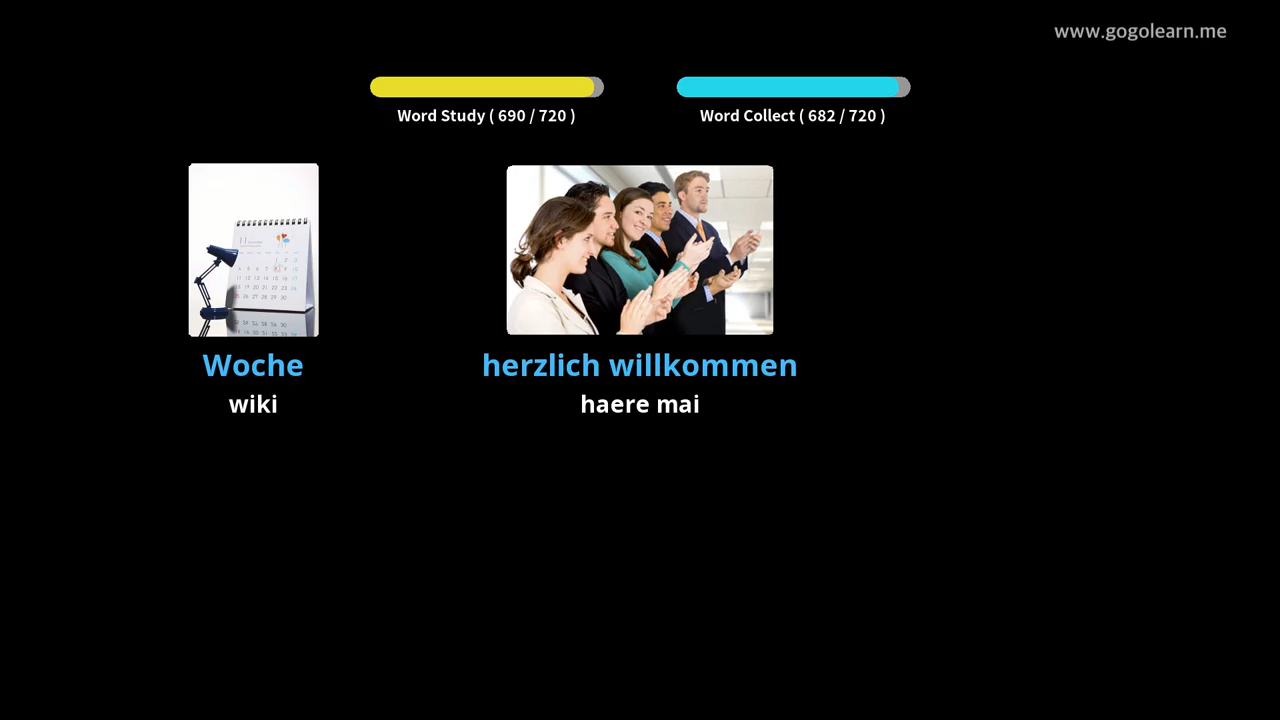 www.gogolearn.me
Word Study ( 690 / 720 )
Word Collect ( 682 / 720 )
Woche
wiki
herzlich willkommen
haere mai